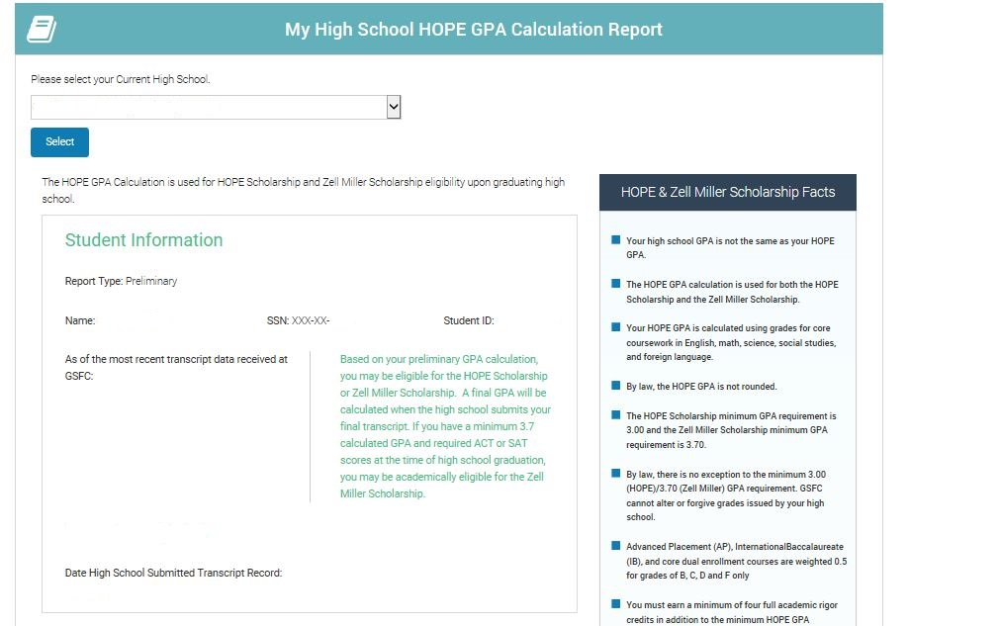 My High School HOPE GPA Calculation Report
Please select your Current High School.
Select
The HOPE GPA Calculation is used for HOPE Scholarship and Zell Miller Scholarship eligibility upon graduating high
school.
Student Information
Report Type: Preliminary
Name:
SSN: XXX-XX-
Student ID:
As of the most recent transcript data received at
GSFC:
Based on your preliminary GPA calculation,
you may be eligible for the HOPE Scholarship
or Zell Miller Scholarship. A final GPA will be
calculated when the high school submits your
final transcript. If you have a minimum 3.7
calculated GPA and required ACT or SAT
scores at the time of high school graduation,
you may be academically eligible for the Zell
Miller Scholarship.
Date High School Submitted Transcript Record:
HOPE & Zell Miller Scholarship Facts
Your high school GPA is not the same as your HOPE
GPA.
The HOPE GPA calculation is used for both the HOPE
Scholarship and the Zell Miller Scholarship.
Your HOPE GPA is calculated using grades for core
coursework in English, math, science, social studies,
and foreign language.
By law, the HOPE GPA is not rounded.
The HOPE Scholarship minimum GPA requirement is
3.00 and the Zell Miller Scholarship minimum GPA
requirement is 3.70.
By law, there is no exception to the minimum 3.00
(HOPE)/3.70 (Zell Miller) GPA requirement. GSFC
cannot alter or forgive grades issued by your high
school.
Advanced Placement (AP), InternationalBaccalaureate
(IB), and core dual enrollment courses are weighted 0.5
for grades of B, C, D and F only
You must earn a minimum of four full academic rigor
credits in addition to the minimum HOPE GPA